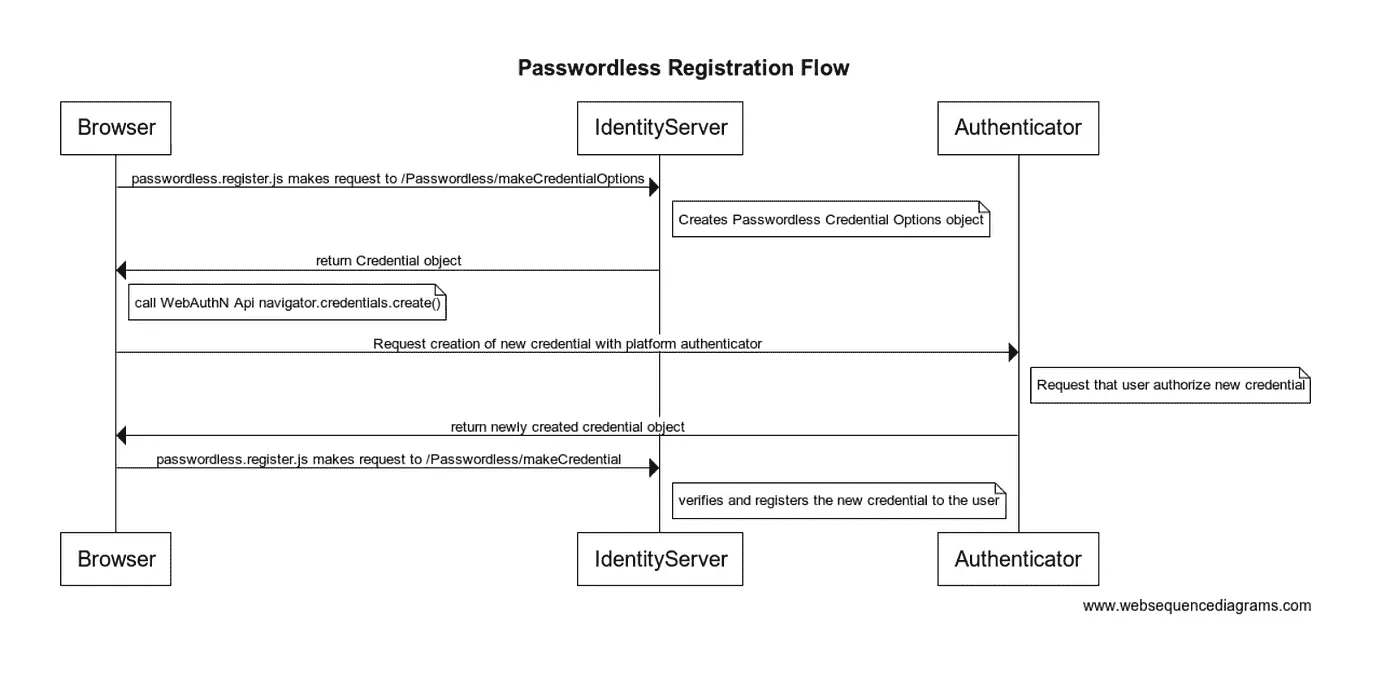 Passwordless Registration Flow
Browser
IdentityServer
Authenticator
passwordless.register.js makes request to /Passwordless/makeCredentialOptions
Creates Passwordless Credential Options object
return Credential object
call WebAuthN Api navigator.credentials.create()
Request creation of new credential with platform authenticator
Request that user authorize new credential
return newly created credential object
passwordless.register.js makes request to /Passwordless/makeCredential
verifies and registers the new credential to the user
Browser
IdentityServer
Authenticator
www.websequencediagrams.com